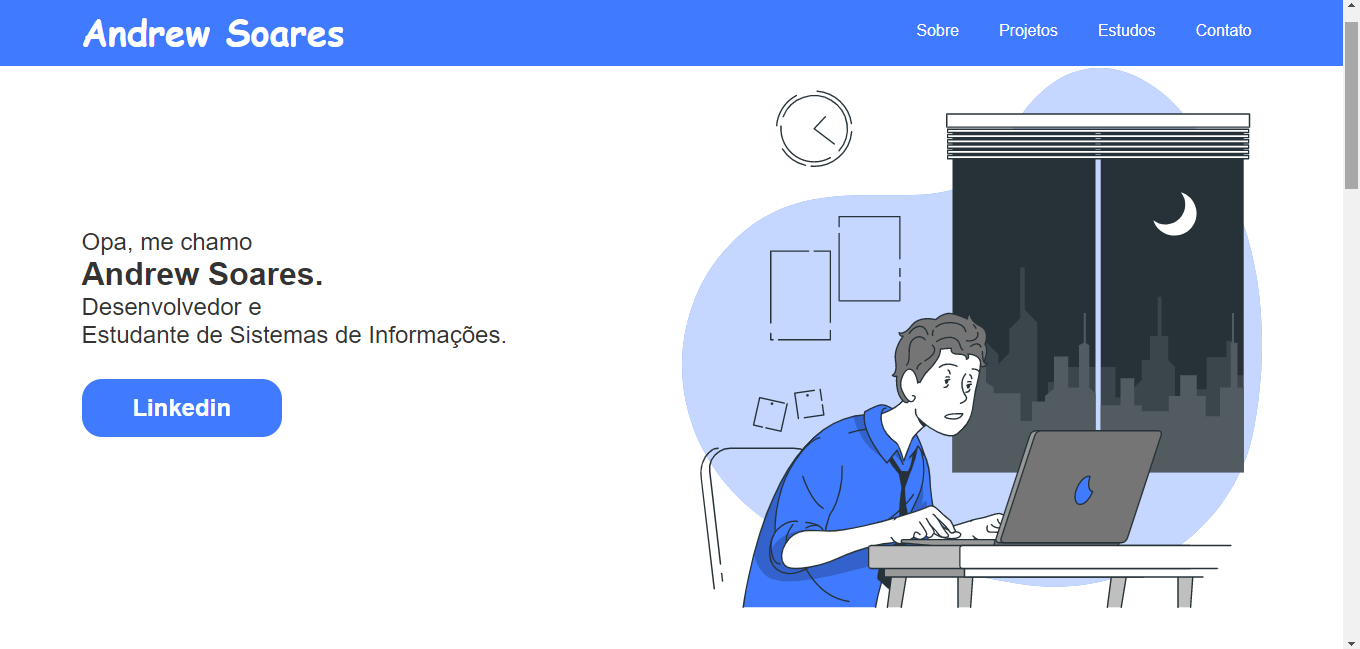 Andrew Soares
Sobre Projetos Estudos Contato
Opa, me chamo
Andrew Soares.
Desenvolvedor e
Estudante de Sistemas de Informações.
Linkedin